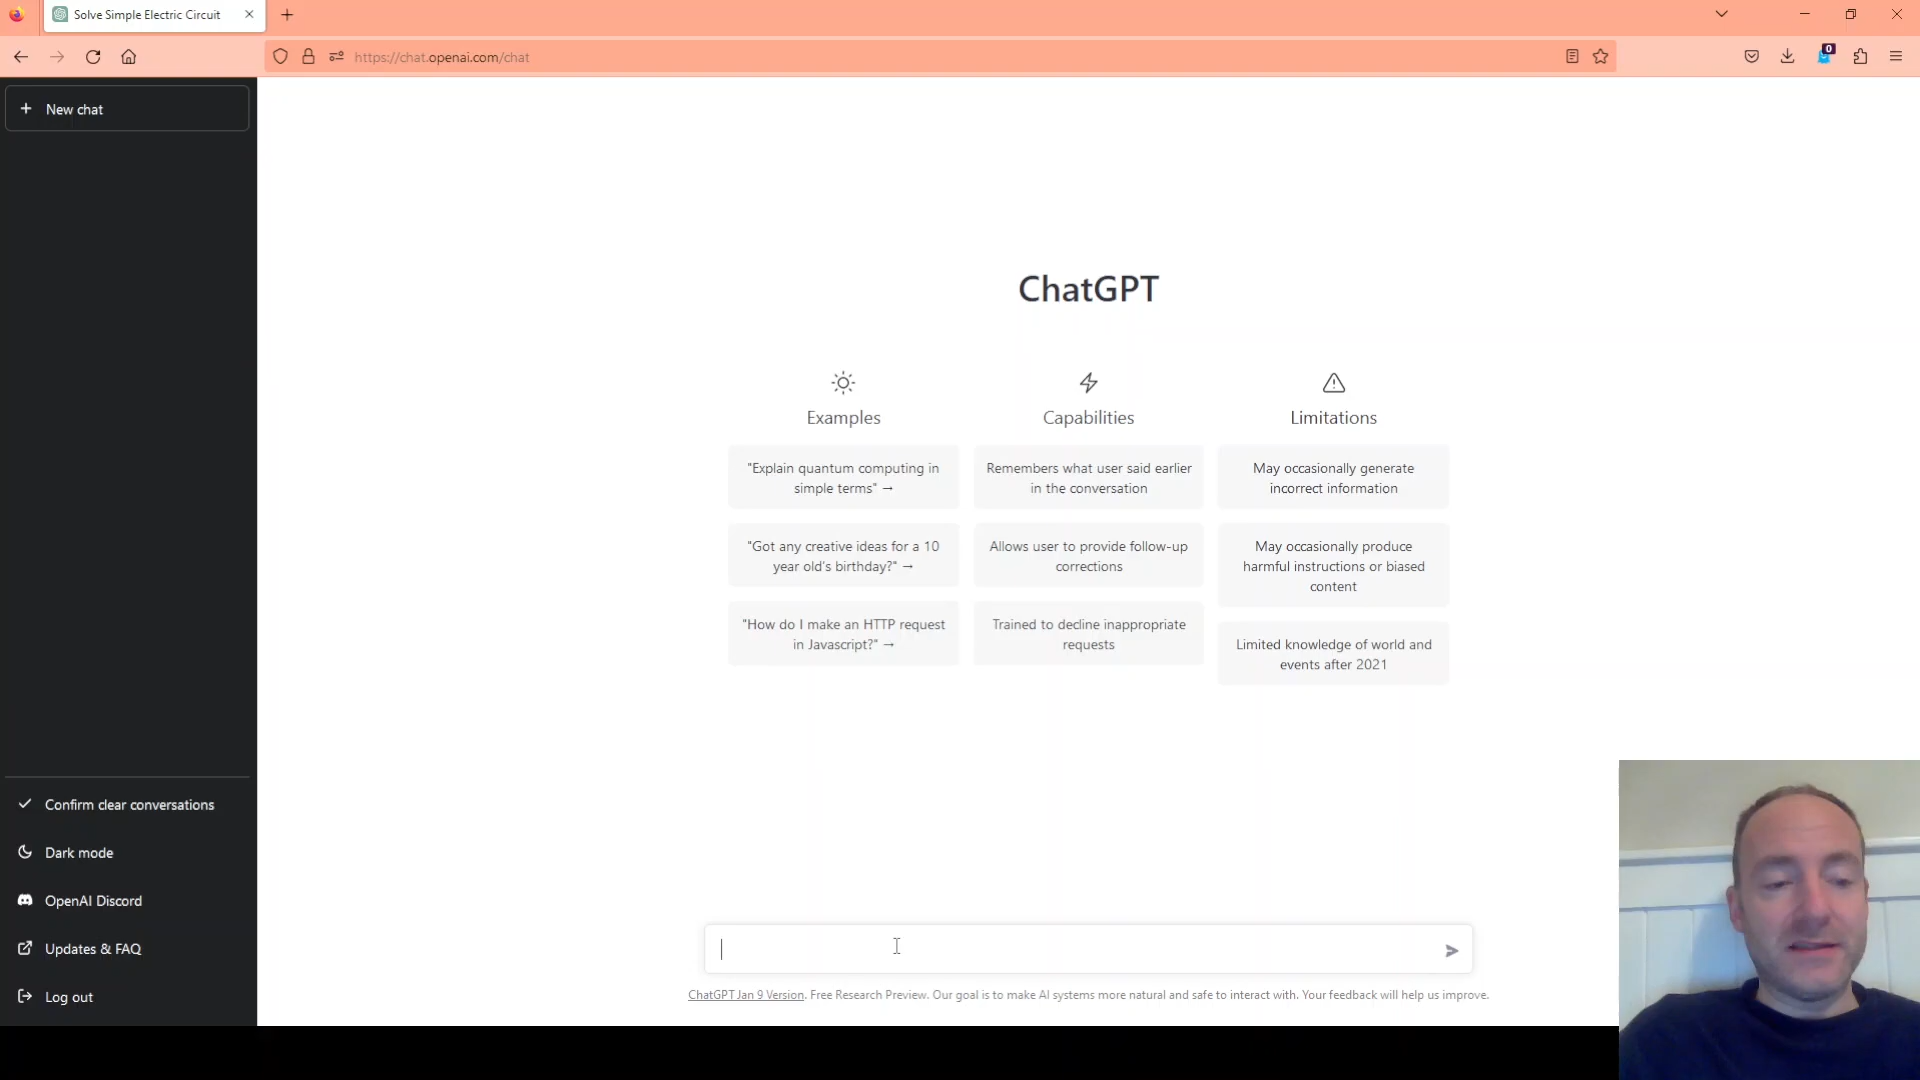 Solve Simple Electric Circuit
https://chat.openai.com/chat
0
New chat
ChatGPT
Examples
Capabilities
Limitations
"Explain quantum computing in
simple terms" →
Remembers what user said earlier
in the conversation
May occasionally generate
incorrect information
"Got any creative ideas for a 10
year old's birthday?" →
Allows user to provide follow-up
corrections
May occasionally produce
harmful instructions or biased
content
"How do I make an HTTP request
in Javascript?" →
Trained to decline inappropriate
requests
Limited knowledge of world and
events after 2021
Confirm clear conversations
Dark mode
OpenAI Discord
Updates & FAQ
Log out
ChatGPT Jan 9 Version. Free Research Preview. Our goal is to make AI systems more natural and safe to interact with. Your feedback will help us improve.